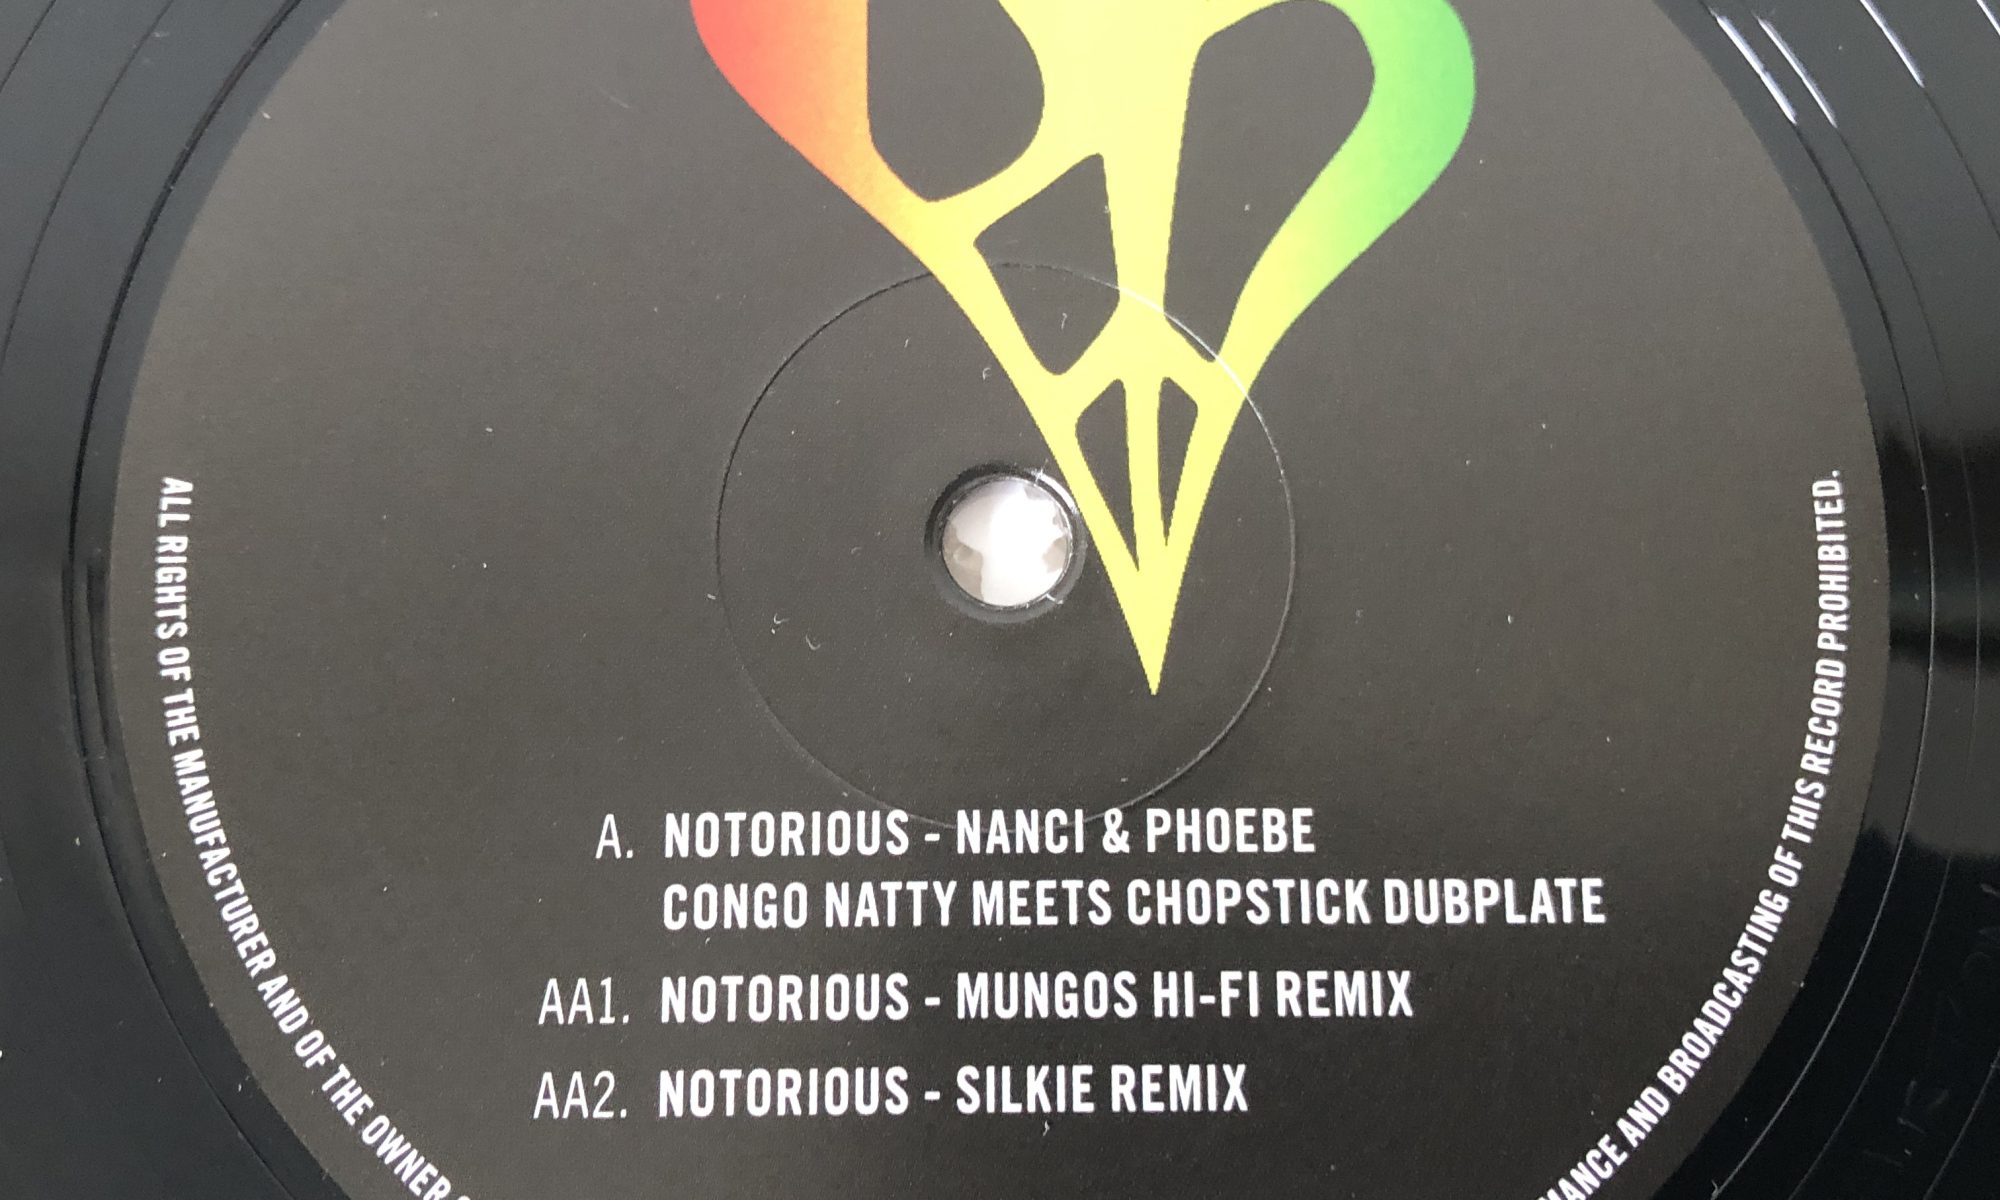 A. NOTORIOUS - NANCI & PHOEBE
CONGO NATTY MEETS CHOPSTICK DUBPLATE
AA1. NOTORIOUS - MUNGOS HI-FI REMIX
AA2. NOTORIOUS - SILKIE REMIX
ALL RIGHTS OF THE MANUFACTURER AND OF THE OWNER
AND BROADCASTING OF THIS RECORD PROHIBITED.